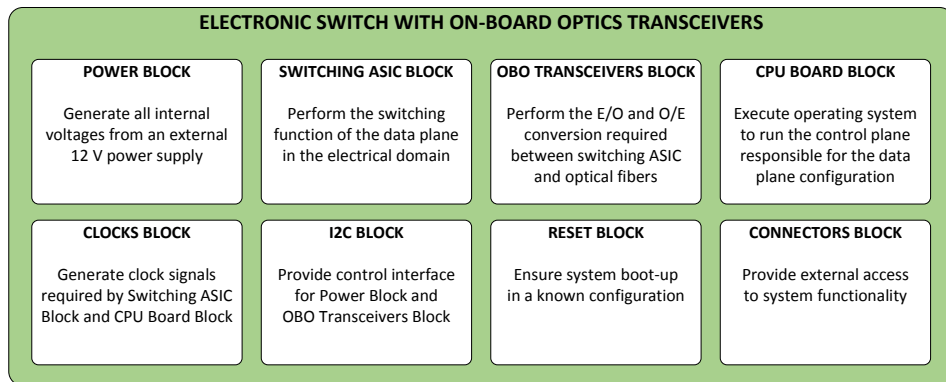 ELECTRONIC SWITCH WITH ON-BOARD OPTICS TRANSCEIVERS
POWER BLOCK
Generate all internal
voltages from an external
12 V power supply
SWITCHING ASIC BLOCK
Perform the switching
function of the data plane
in the electrical domain
OBO TRANSCEIVERS BLOCK
Perform the E/O and O/E
conversion required
between switching ASIC
and optical fibers
CPU BOARD BLOCK
Execute operating system
to run the control plane
responsible for the data
plane configuration
CLOCKS BLOCK
Generate clock signals
required by Switching ASIC
Block and CPU Board Block
I2C BLOCK
Provide control interface
for Power Block and
OBO Transceivers Block
RESET BLOCK
Ensure system boot-up
in a known configuration
CONNECTORS BLOCK
Provide external access
to system functionality